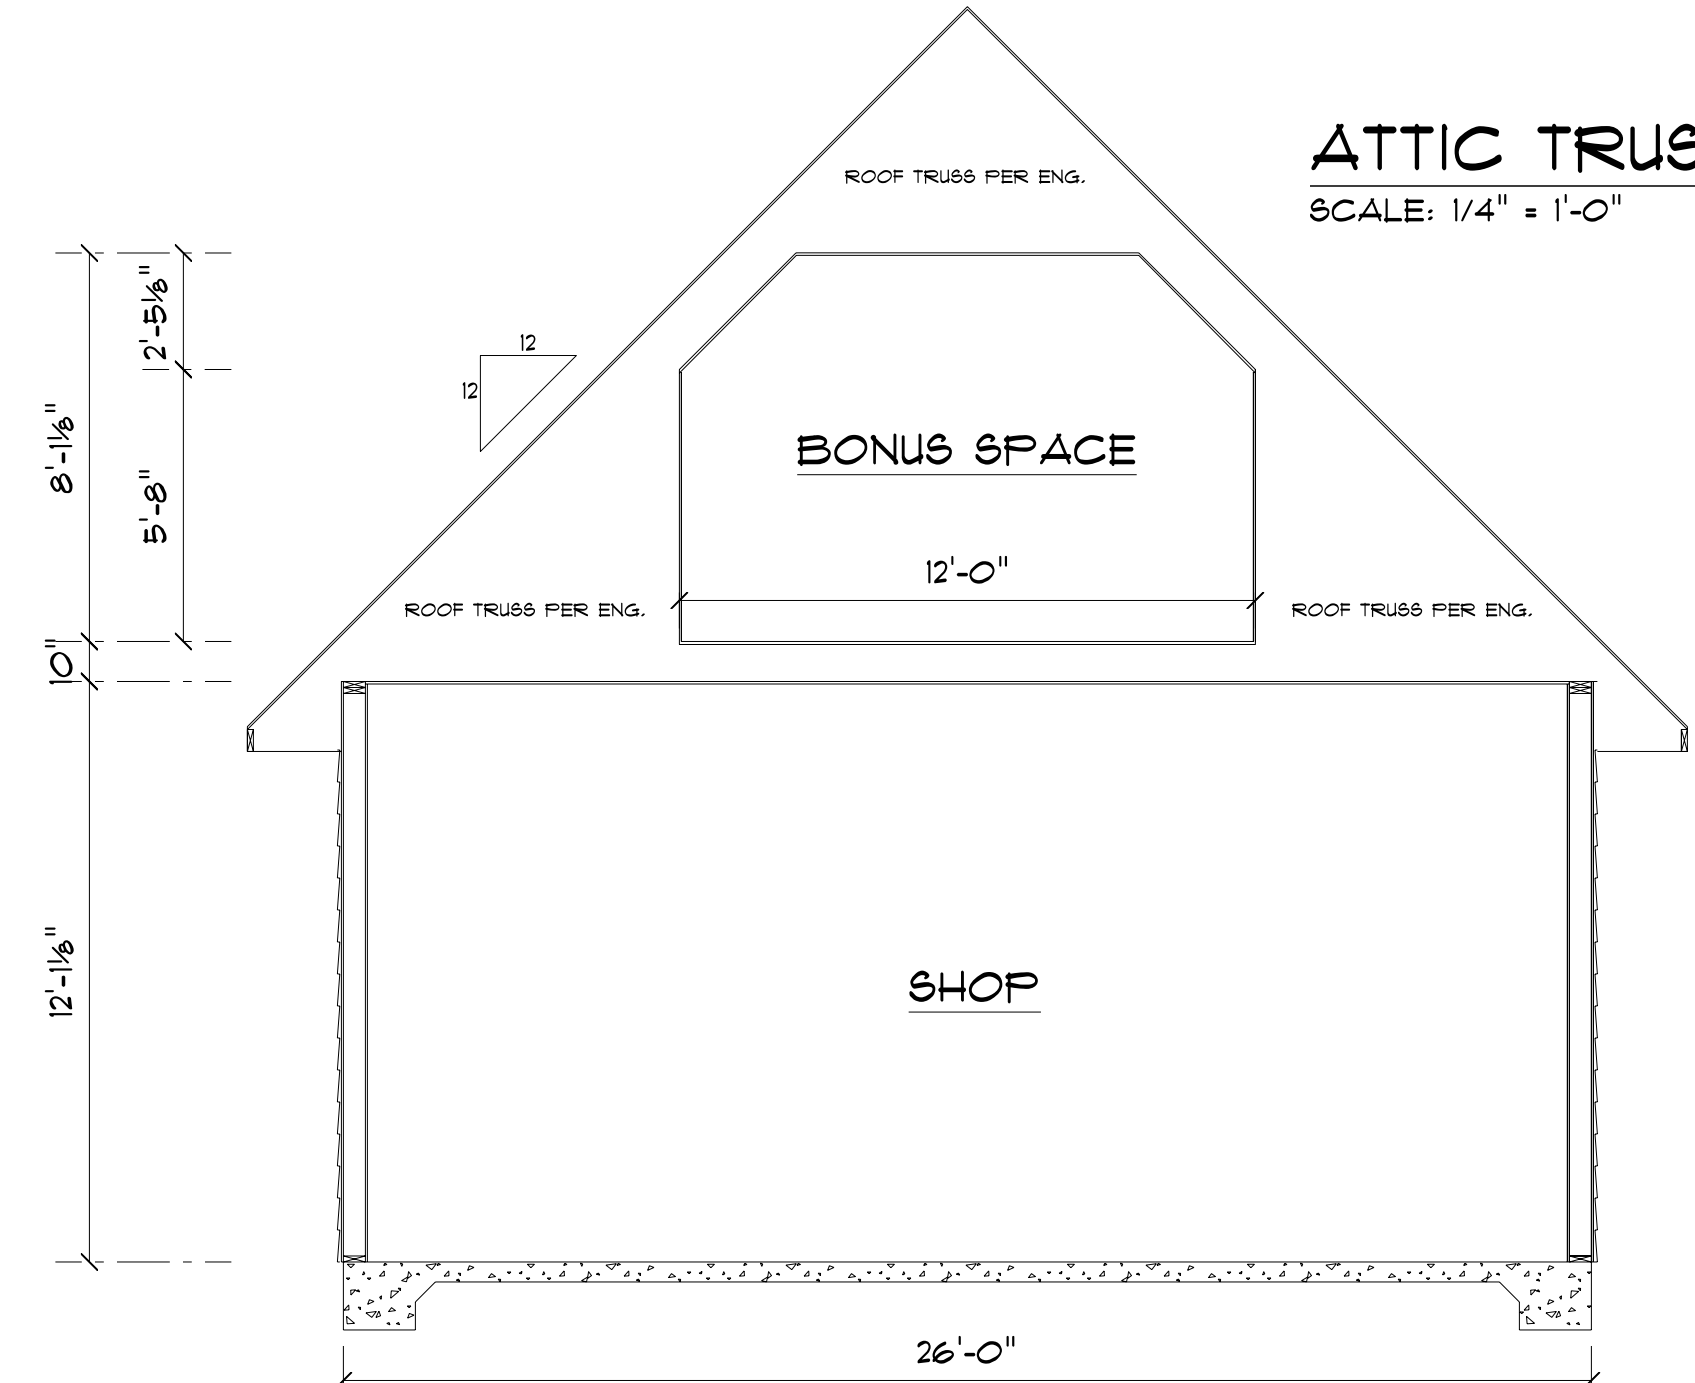 ATTIC TRUS
SCALE: 1/4" = 1'-0"
ROOF TRUSS PER ENG.
2'-5⅛"
12
12
8'-1⅛"
5'-8"
BONUS SPACE
12'-0"
ROOF TRUSS PER ENG.
ROOF TRUSS PER ENG.
10"
12'-1⅛"
SHOP
26'-0"